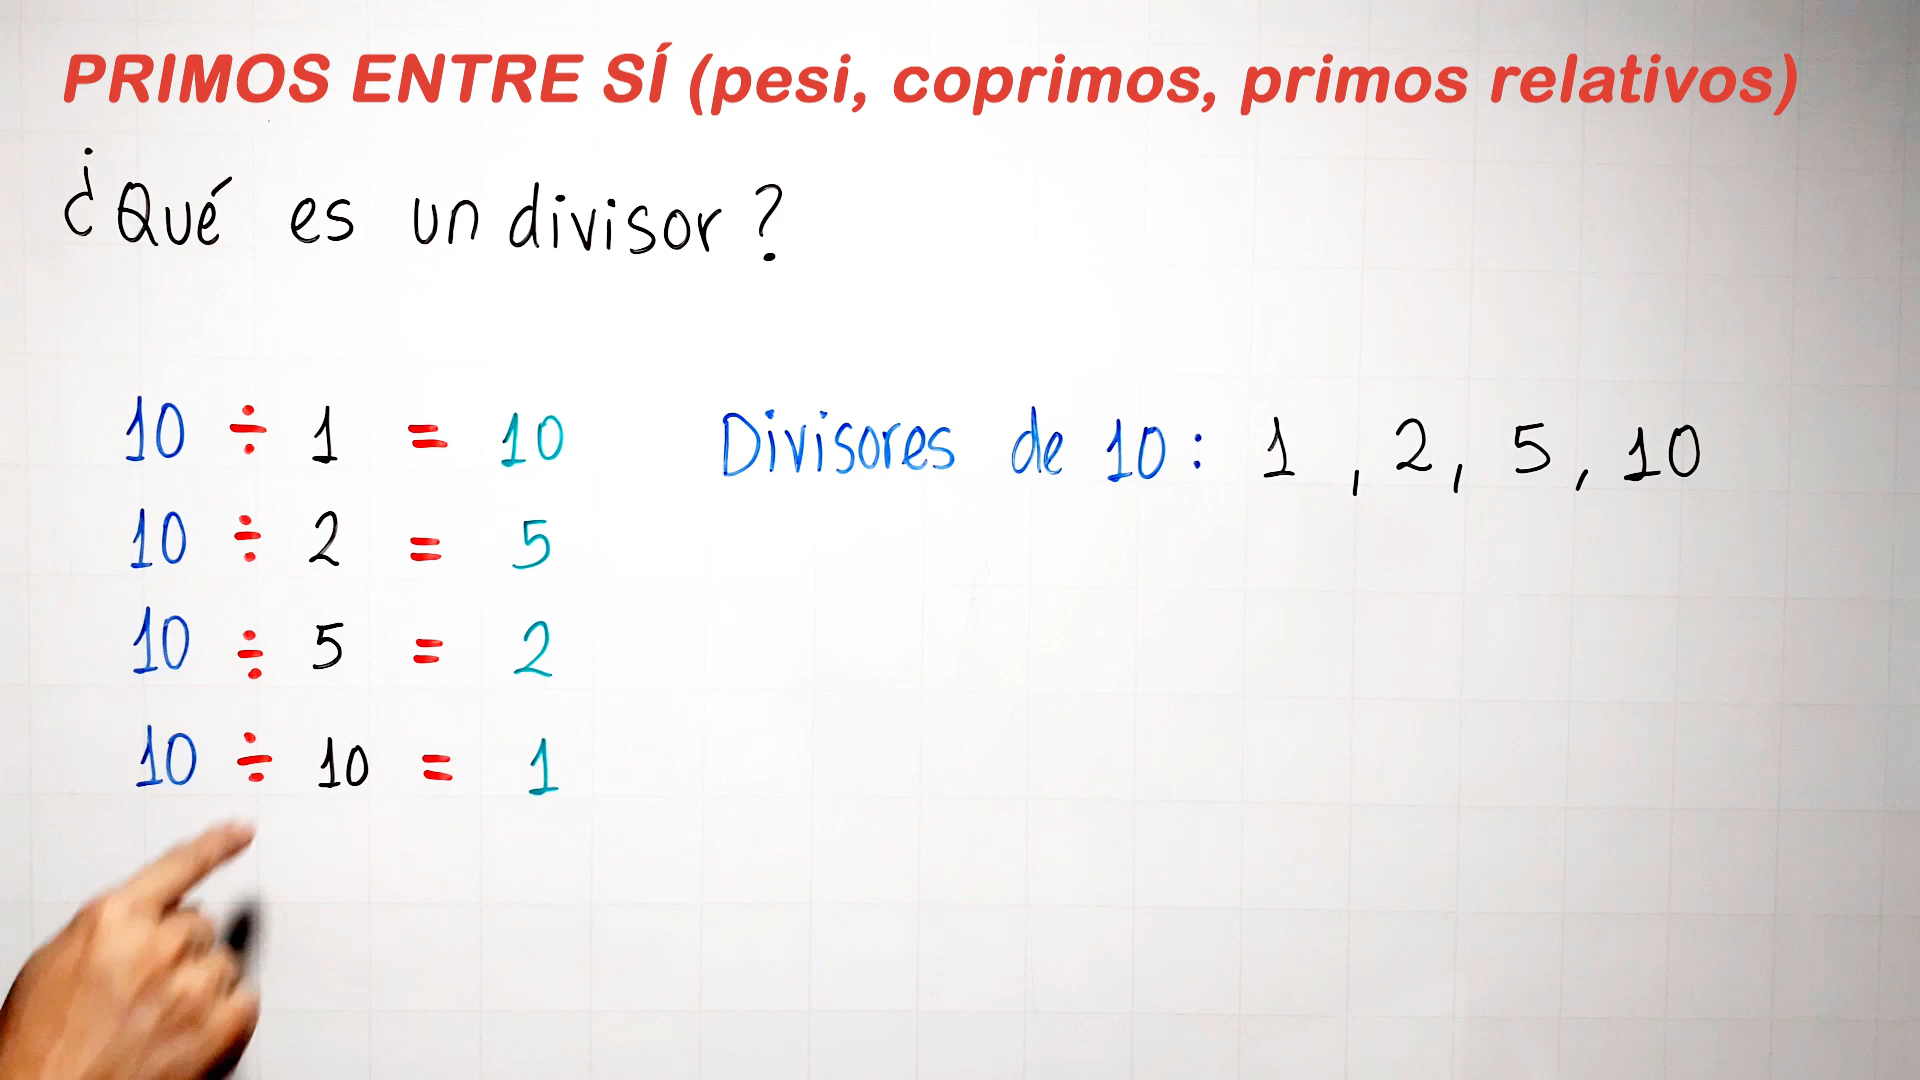 PRIMOS ENTRE SÍ (pesi, coprimos, primos relativos)
¿Qué es un divisor?
10 ÷ 1 = 10
Divisores de 10: 1, 2, 5, 10
10 ÷ 2 = 5
10 ÷ 5 = 2
10 ÷ 10 = 1